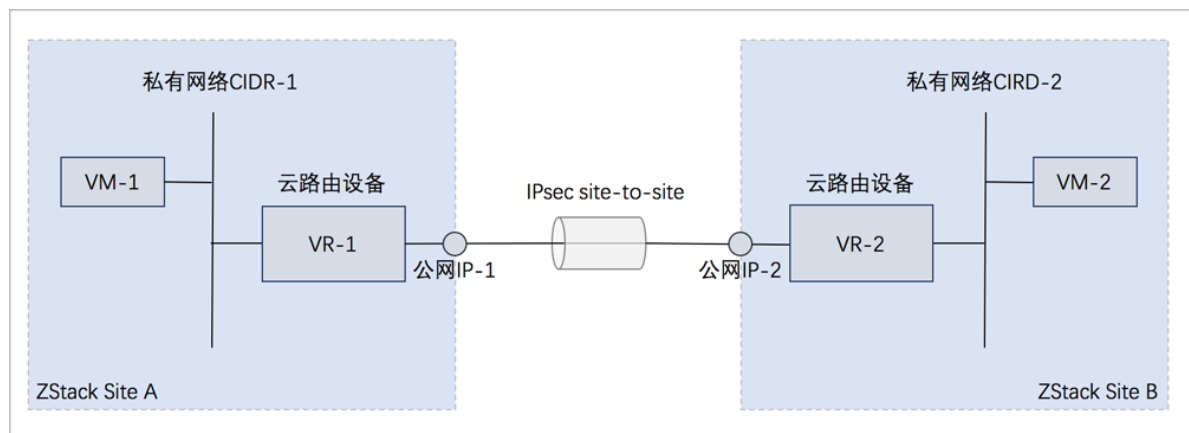 私有网络CIDR-1
VM-1
云路由设备
VR-1
公网IP-1
ZStack Site A
IPsec site-to-site
私有网络CIRD-2
云路由设备
VM-2
VR-2
公网IP-2
ZStack Site B